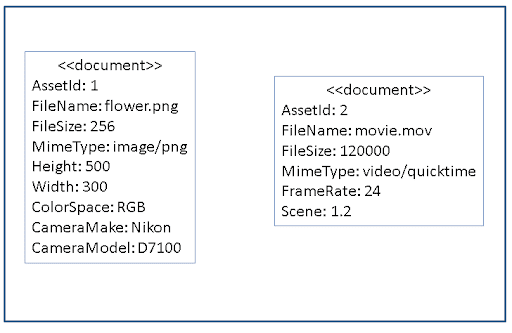 <<document>>
AssetId: 1
FileName: flower.png
FileSize: 256
MimeType: image/png
Height: 500
Width: 300
ColorSpace: RGB
CameraMake: Nikon
CameraModel: D7100
<<document>>
AssetId: 2
FileName: movie.mov
FileSize: 120000
MimeType: video/quicktime
FrameRate: 24
Scene: 1.2